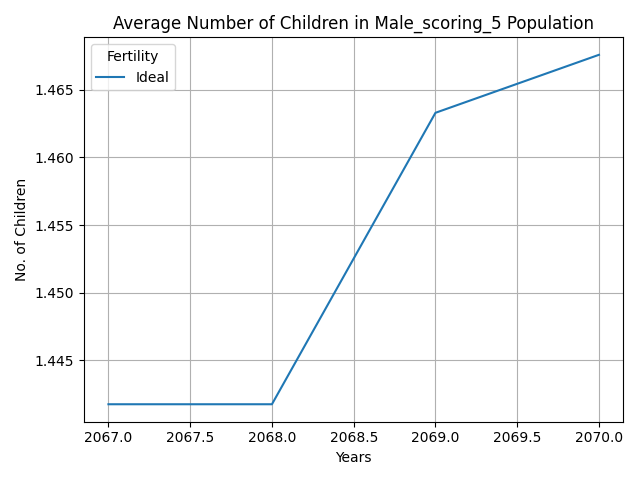 Average Number of Children in Male_scoring_5 Population
Fertility
Ideal
No. of Children
1.465
1.460
1.455
1.450
1.445
2067.0 2067.5 2068.0 2068.5 2069.0 2069.5 2070.0
Years